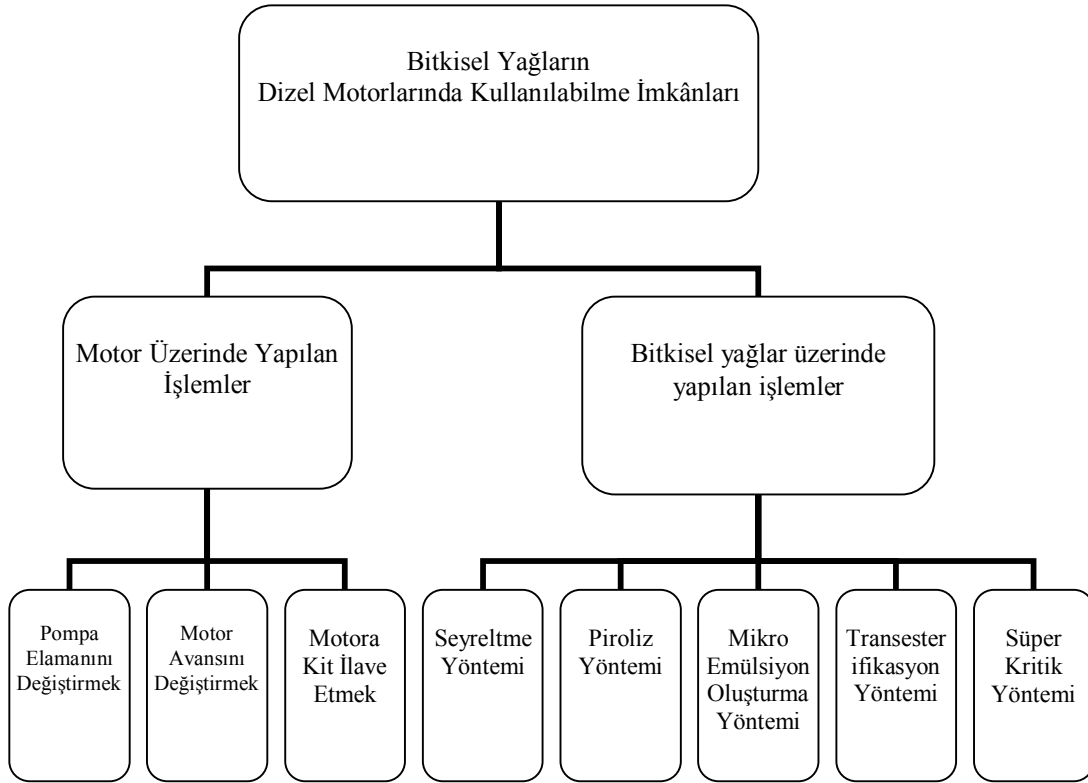 Bitkisel Yağların
Dizel Motorlarında Kullanılabilme İmkânları
Motor Üzerinde Yapılan
İşlemler
Bitkisel yağlar üzerinde
yapılan işlemler
Pompa
Elamanını
Değiştirmek
Motor
Avansını
Değiştirmek
Motora
Kit İlave
Etmek
Seyreltme
Yöntemi
Piroliz
Yöntemi
Mikro
Emülsiyon
Oluşturma
Yöntemi
Transester
ifikasyon
Yöntemi
Süper
Kritik
Yöntemi